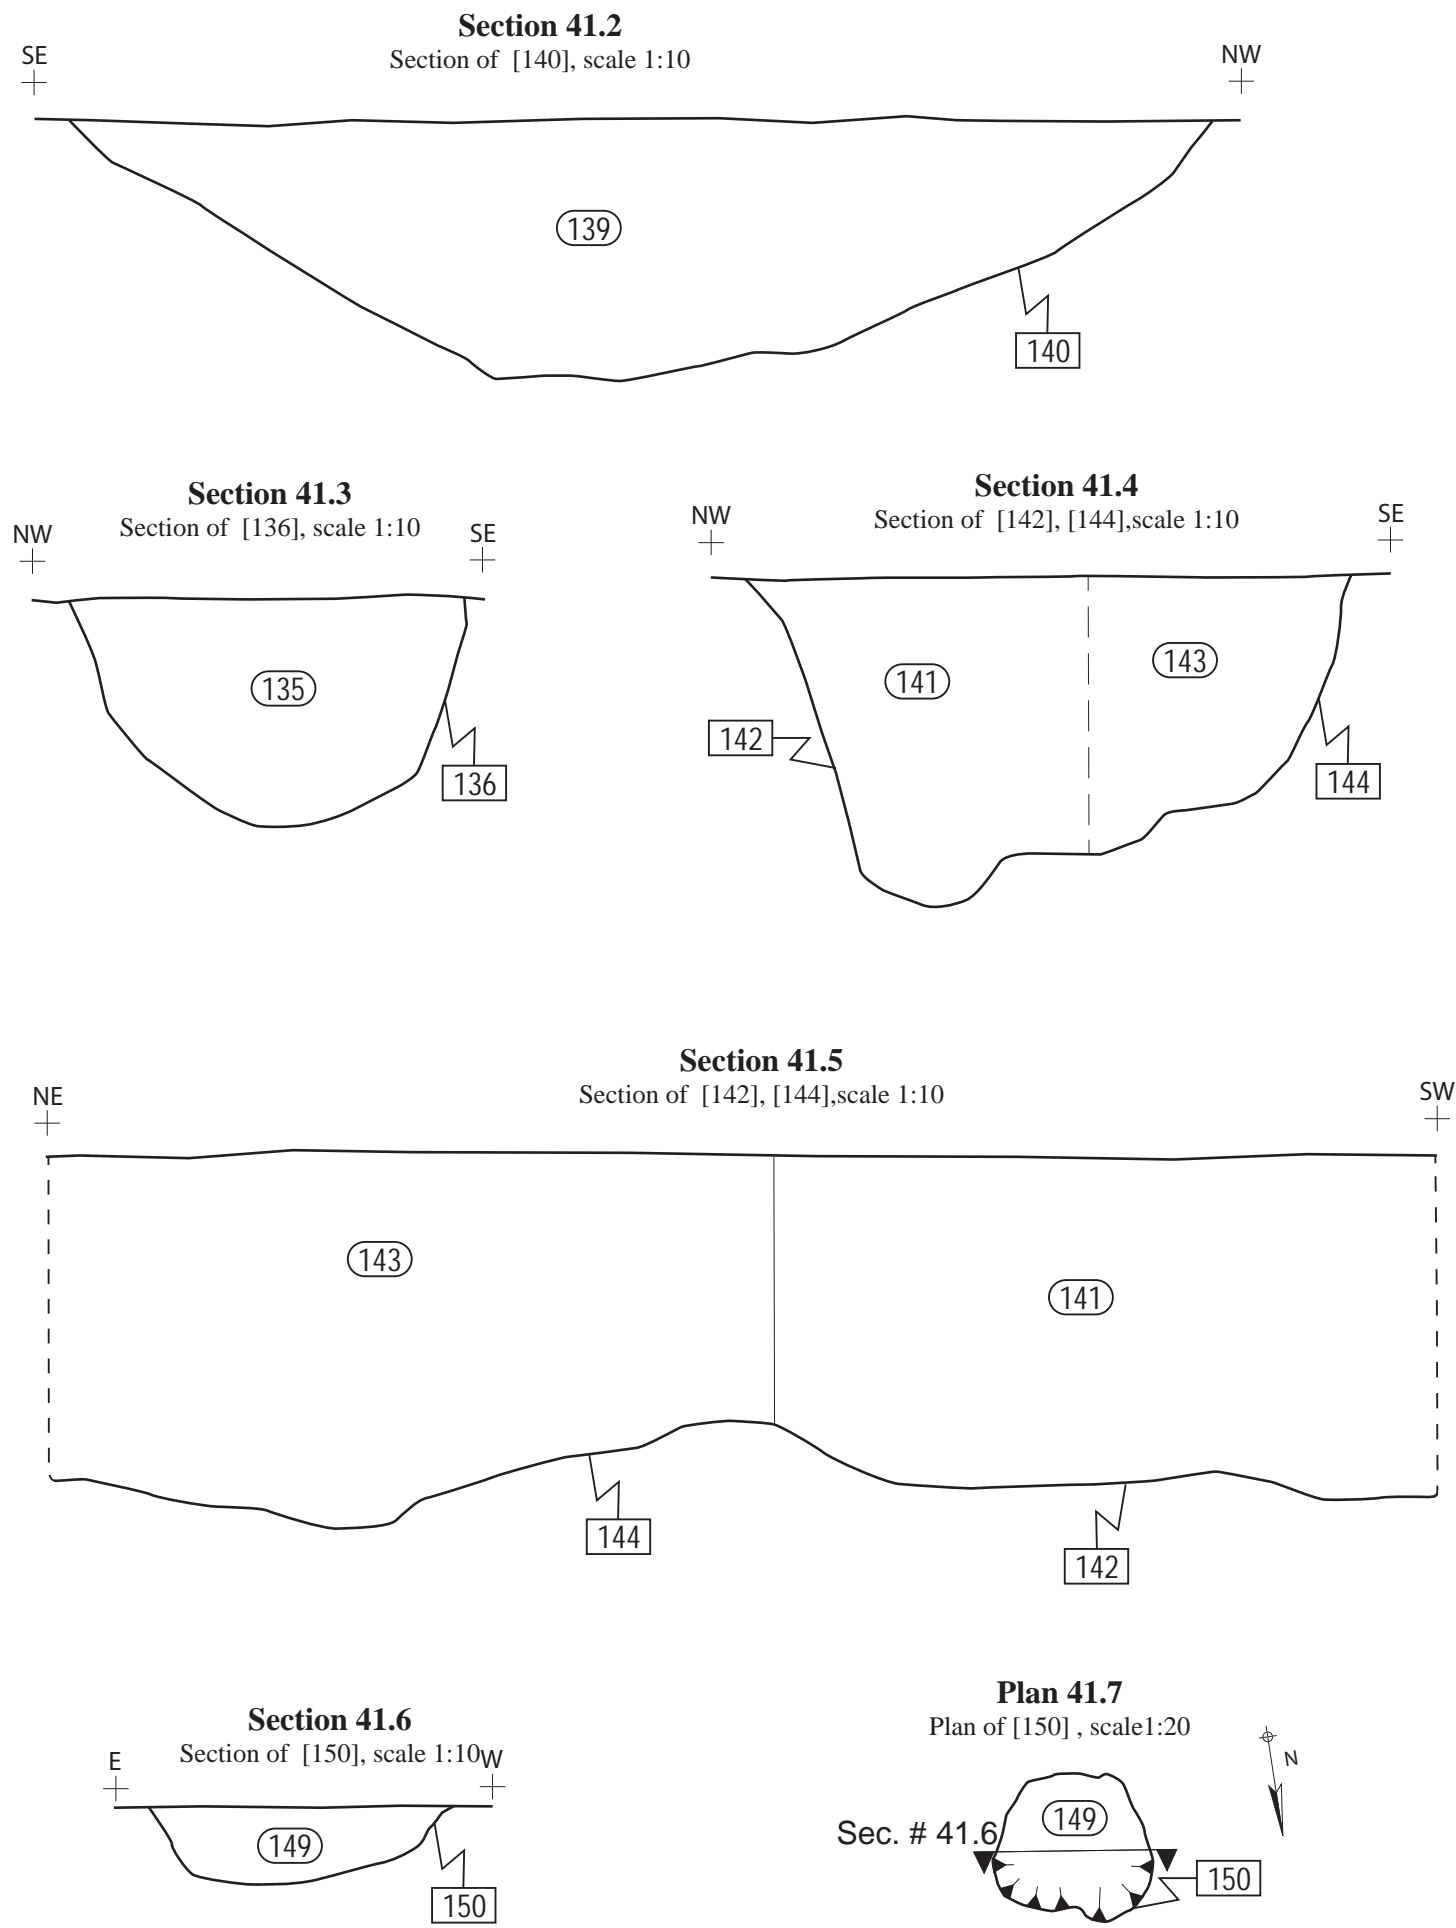 Section 41.2
Section of [140], scale 1:10
SE
NW
139
140
Section 41.3
Section of [136], scale 1:10
NW
SE
135
136
Section 41.4
Section of [142], [144],scale 1:10
NW
SE
141
143
142
144
Section 41.5
Section of [142], [144],scale 1:10
NE
SW
143
141
144
142
Section 41.6
Section of [150], scale 1:10
E
W
149
150
Plan 41.7
Plan of [150] , scale1:20
N
149
Sec. # 41.6
150